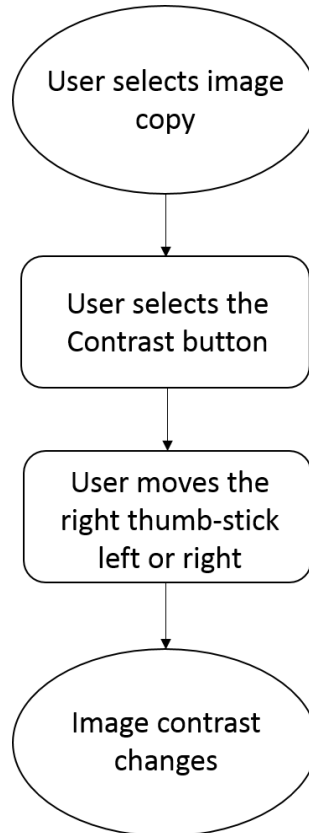 User selects image
copy
User selects the
Contrast button
User moves the
right thumb-stick
left or right
Image contrast
changes